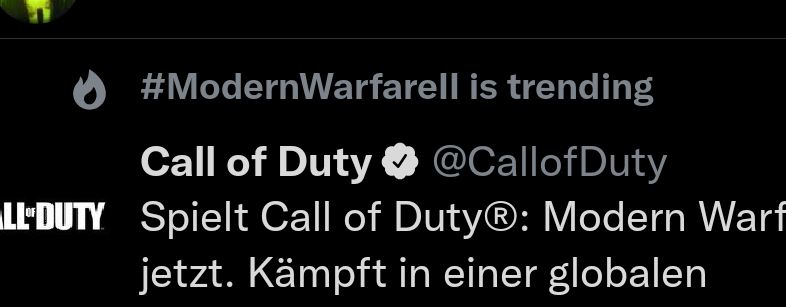 #ModernWarfareII is trending
Call of Duty @CallofDuty
ALL OF DUTY
Spielt Call of Duty®: Modern Warf
jetzt. Kämpft in einer globalen